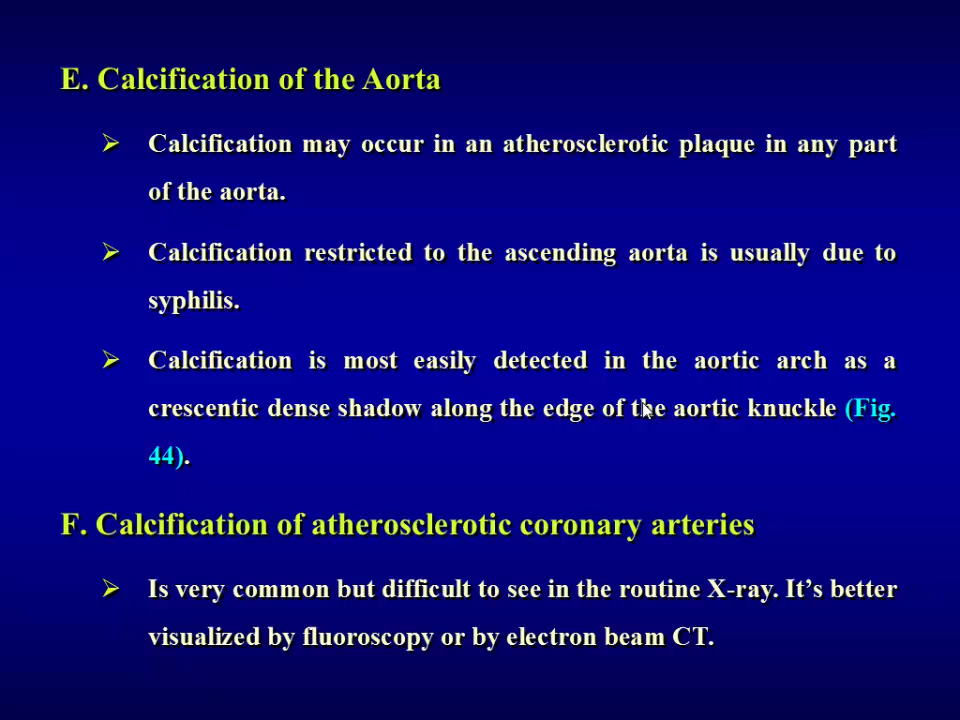 E. Calcification of the Aorta
Calcification may occur in an atherosclerotic plaque in any part
of the aorta.
Calcification restricted to the ascending aorta is usually due to
syphilis.
Calcification is most easily detected in the aortic arch as a
crescentic dense shadow along the edge of the aortic knuckle (Fig.
44).
F. Calcification of atherosclerotic coronary arteries
Is very common but difficult to see in the routine X-ray. It’s better
visualized by fluoroscopy or by electron beam CT.